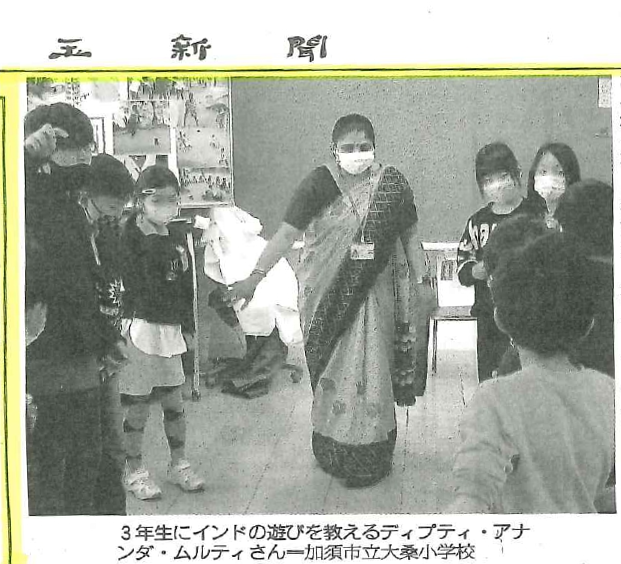 玉新聞
3年生にインドの遊びを教えるディプティ・アナ
ンダ・ムルティさん＝加須市立大桑小学校